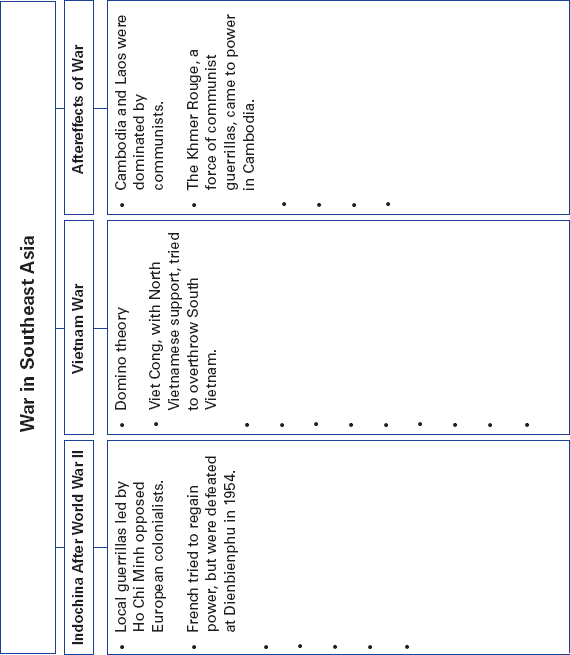 War in Southeast Asia
Indochina After World War II
• Local guerrillas led by
Ho Chi Minh opposed
European colonialists.
• French tried to regain
power, but were defeated
at Dienbienphu in 1954.
•
•
•
•
•
Vietnam War
• Domino theory
• Viet Cong, with North
Vietnamese support, tried
to overthrow South
Vietnam.
•
•
•
•
•
•
•
•
•
Aftereffects of War
• Cambodia and Laos were
dominated by
communists.
• The Khmer Rouge, a
force of communist
guerrillas, came to power
in Cambodia.
•
•
•
•